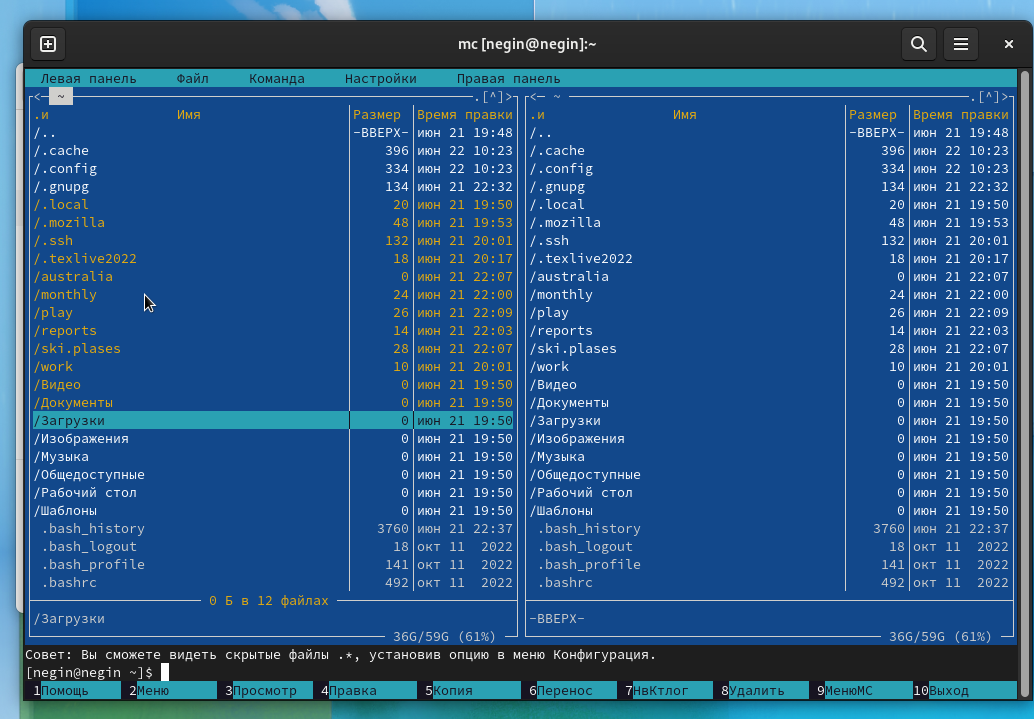 mc [negin@negin]:~
Левая панель Файл Команда Настройки Правая панель
<─ ~ .[^]> <─ ~ .[^]>
.и Имя Размер Время правки .и Имя Размер Время правки
/.. -ВВЕРХ- июн 21 19:48 /.. -ВВЕРХ- июн 21 19:48
/.cache 396 июн 22 10:23 /.cache 396 июн 22 10:23
/.config 334 июн 22 10:23 /.config 334 июн 22 10:23
/.gnupg 134 июн 21 22:32 /.gnupg 134 июн 21 22:32
/.local 20 июн 21 19:50 /.local 20 июн 21 19:50
/.mozilla 48 июн 21 19:53 /.mozilla 48 июн 21 19:53
/.ssh 132 июн 21 20:01 /.ssh 132 июн 21 20:01
/.texlive2022 18 июн 21 20:17 /.texlive2022 18 июн 21 20:17
/australia 0 июн 21 22:07 /australia 0 июн 21 22:07
/monthly 24 июн 21 22:00 /monthly 24 июн 21 22:00
/play 26 июн 21 22:09 /play 26 июн 21 22:09
/reports 14 июн 21 22:03 /reports 14 июн 21 22:03
/ski.plases 28 июн 21 22:07 /ski.plases 28 июн 21 22:07
/work 10 июн 21 20:01 /work 10 июн 21 20:01
/Видео 0 июн 21 19:50 /Видео 0 июн 21 19:50
/Документы 0 июн 21 19:50 /Документы 0 июн 21 19:50
/Загрузки 0 июн 21 19:50 /Загрузки 0 июн 21 19:50
/Изображения 0 июн 21 19:50 /Изображения 0 июн 21 19:50
/Музыка 0 июн 21 19:50 /Музыка 0 июн 21 19:50
/Общедоступные 0 июн 21 19:50 /Общедоступные 0 июн 21 19:50
/Рабочий стол 0 июн 21 19:50 /Рабочий стол 0 июн 21 19:50
/Шаблоны 0 июн 21 19:50 /Шаблоны 0 июн 21 19:50
.bash_history 3760 июн 21 22:37 .bash_history 3760 июн 21 22:37
.bash_logout 18 окт 11 2022 .bash_logout 18 окт 11 2022
.bash_profile 141 окт 11 2022 .bash_profile 141 окт 11 2022
.bashrc 492 окт 11 2022 .bashrc 492 окт 11 2022
0 Б в 12 файлах
/Загрузки -ВВЕРХ-
36G/59G (61%) 36G/59G (61%)
Совет: Вы сможете видеть скрытые файлы .*, установив опцию в меню Конфигурация.
[negin@negin ~]$
1Помощь 2Меню 3Просмотр 4Правка 5Копия 6Перенос 7НвКтлог 8Удалить 9МенюMC 10Выход